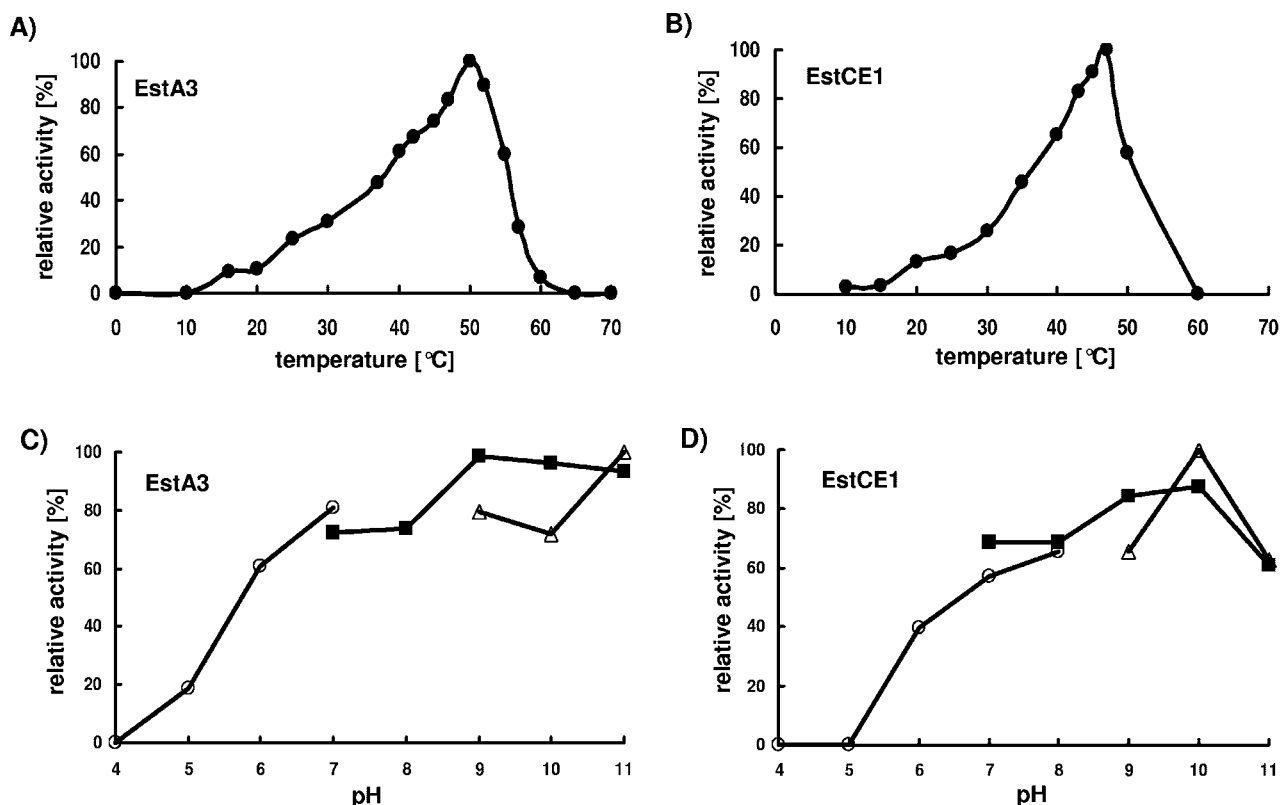 A)
EstA3
relative activity [%]
100
80
60
40
20
0
0 10 20 30 40 50 60 70
temperature [°C]
B)
EstCE1
relative activity [%]
100
80
60
40
20
0
0 10 20 30 40 50 60 70
temperature [°C]
C)
EstA3
relative activity [%]
100
80
60
40
20
0
4 5 6 7 8 9 10 11
pH
D)
EstCE1
relative activity [%]
100
80
60
40
20
0
4 5 6 7 8 9 10 11
pH